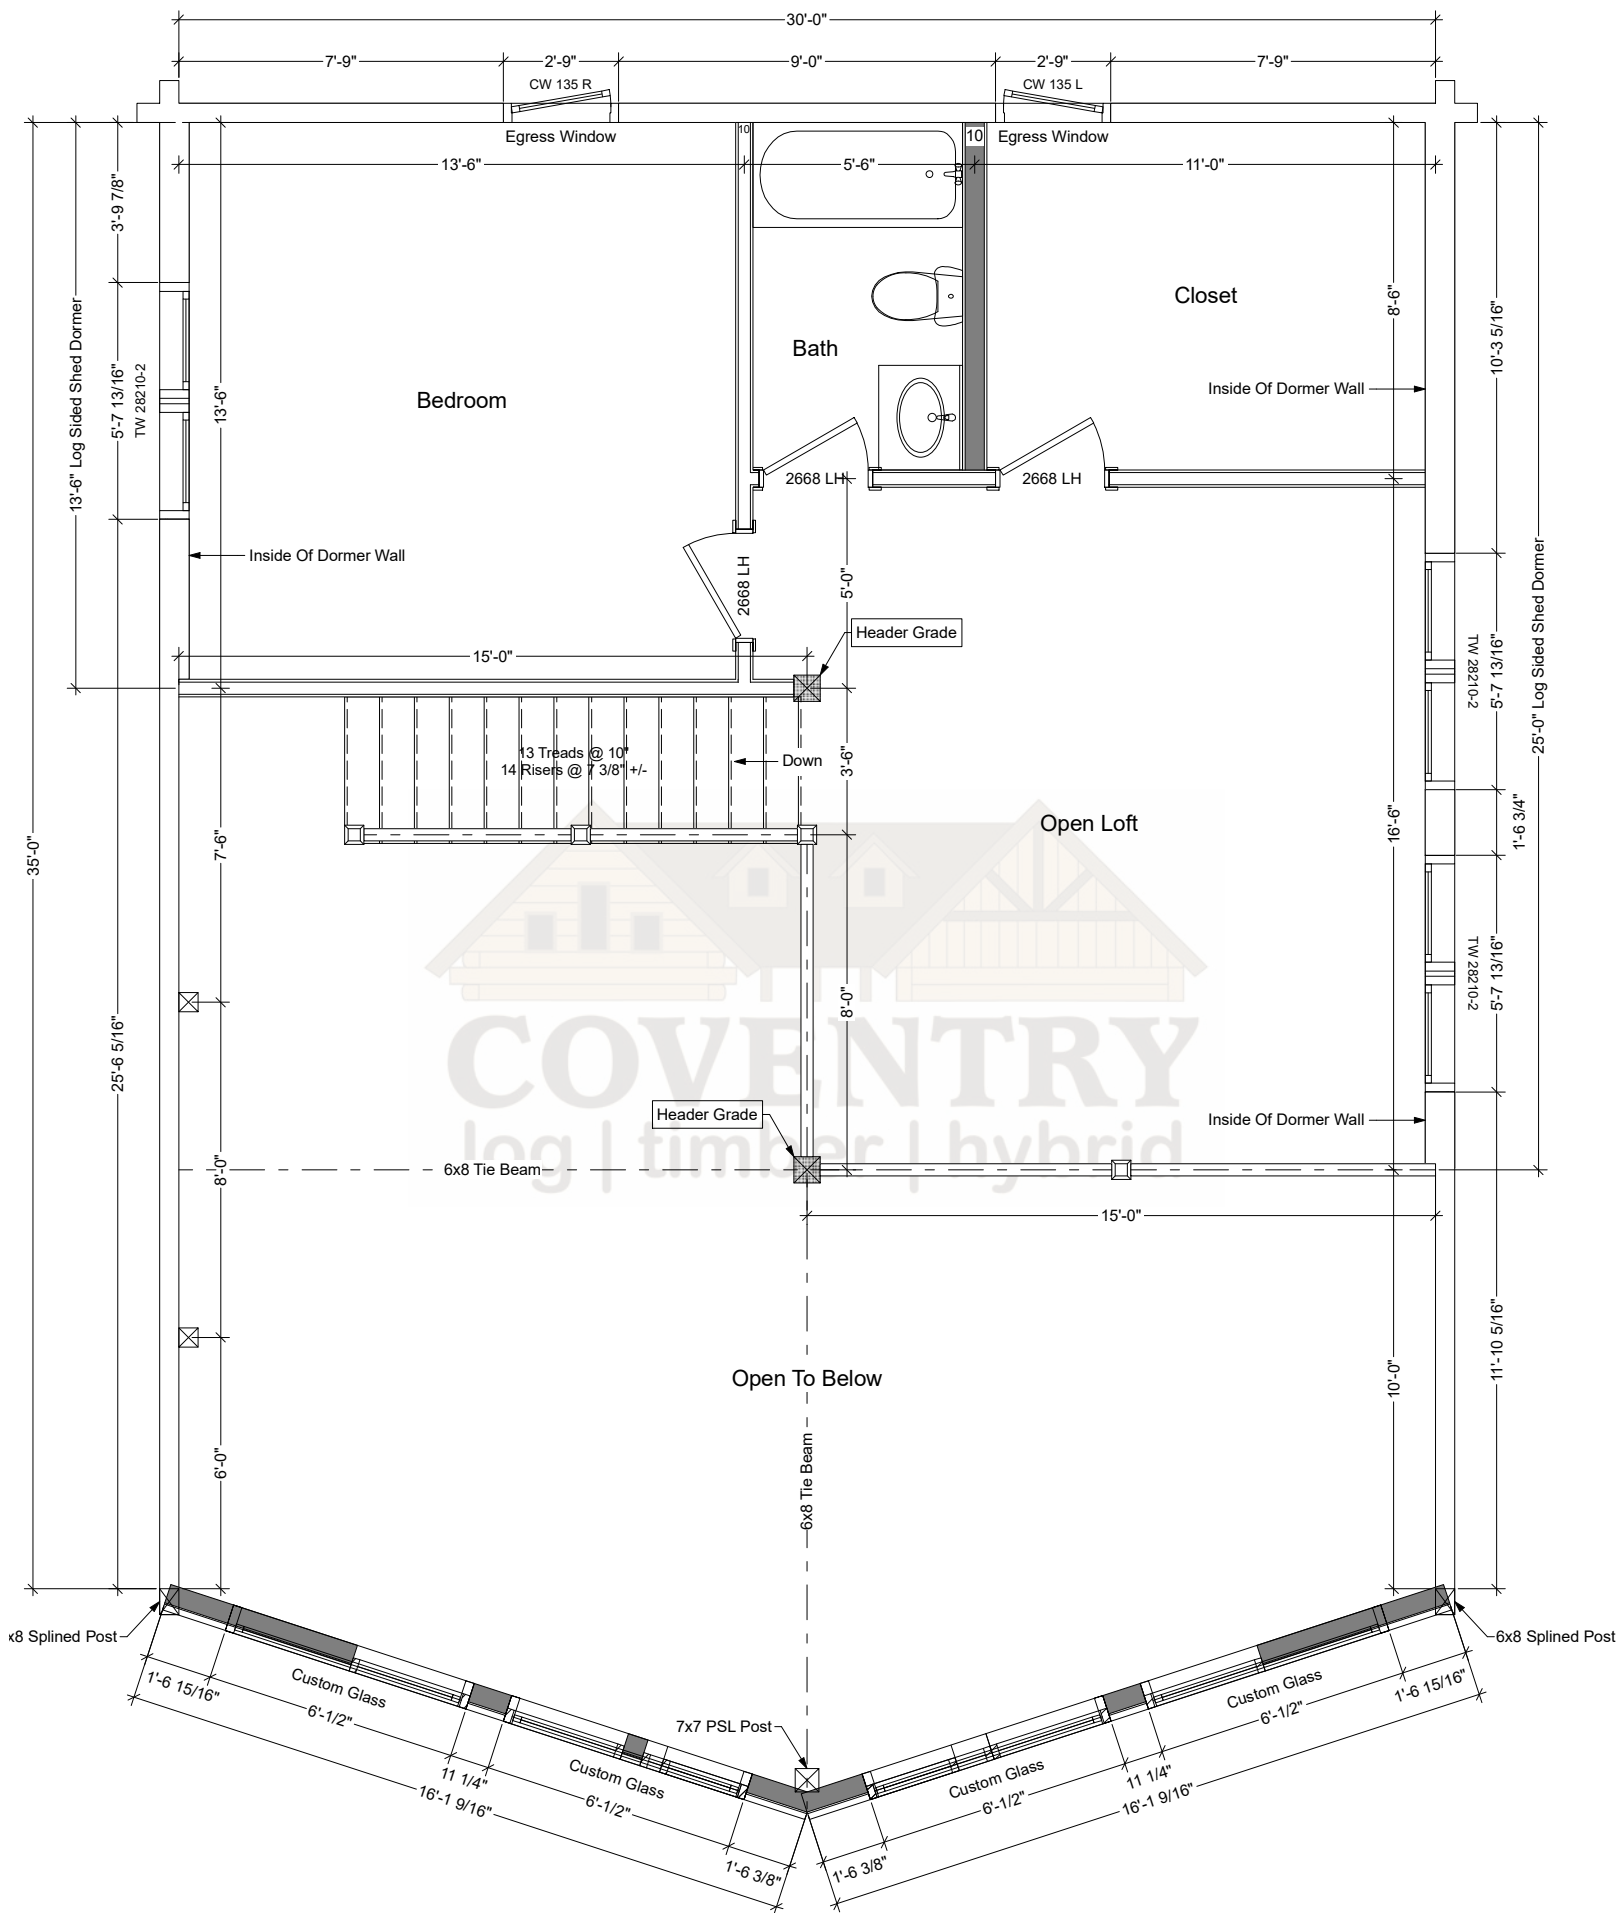 30'-0"
7'-9"
2'-9"
9'-0"
2'-9"
7'-9"
CW 135 R
CW 135 L
Egress Window
10
10
Egress Window
13'-6"
5'-6"
11'-0"
3'-9 7/8"
13'-6" Log Sided Shed Dormer
5'-7 13/16"
TW 28210-2
13'-6"
Bedroom
Bath
Closet
8'-6"
10'-3 5/16"
Inside Of Dormer Wall
2668 LH
2668 LH
Inside Of Dormer Wall
2668 LH
5'-0"
Header Grade
15'-0"
TW 28210-2
5'-7 13/16"
25'-0" Log Sided Shed Dormer
13 Treads @ 10"
14 Risers @ 7 3/8" +/-
Down
3'-6"
Open Loft
16'-6"
1'-6 3/4"
35'-0"
7'-6"
25'-6 5/16"
8'-0"
TW 28210-2
5'-7 13/16"
COVENTRY
log | timber | hybrid
Header Grade
Inside Of Dormer Wall
6x8 Tie Beam
8'-0"
15'-0"
Open To Below
10'-0"
11'-10 5/16"
6'-0"
6x8 Tie Beam
x8 Splined Post
6x8 Splined Post
1'-6 15/16"
Custom Glass
6'-1/2"
11 1/4"
Custom Glass
16'-1 9/16"
6'-1/2"
1'-6 3/8"
7x7 PSL Post
1'-6 3/8"
Custom Glass
6'-1/2"
11 1/4"
16'-1 9/16"
Custom Glass
6'-1/2"
1'-6 15/16"